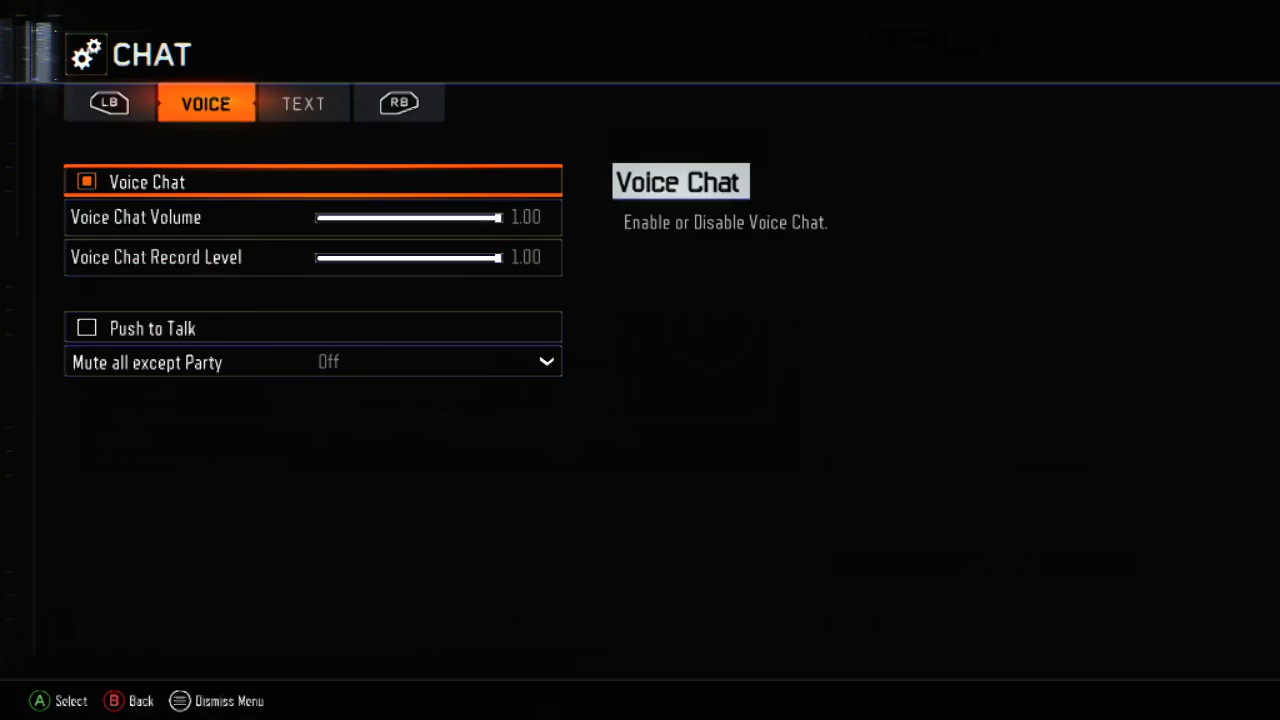 CHAT
LB VOICE TEXT RB
Voice Chat
Voice Chat Volume 1.00
Voice Chat Record Level 1.00
Push to Talk
Mute all except Party Off
Voice Chat
Enable or Disable Voice Chat.
A Select B Back Dismiss Menu